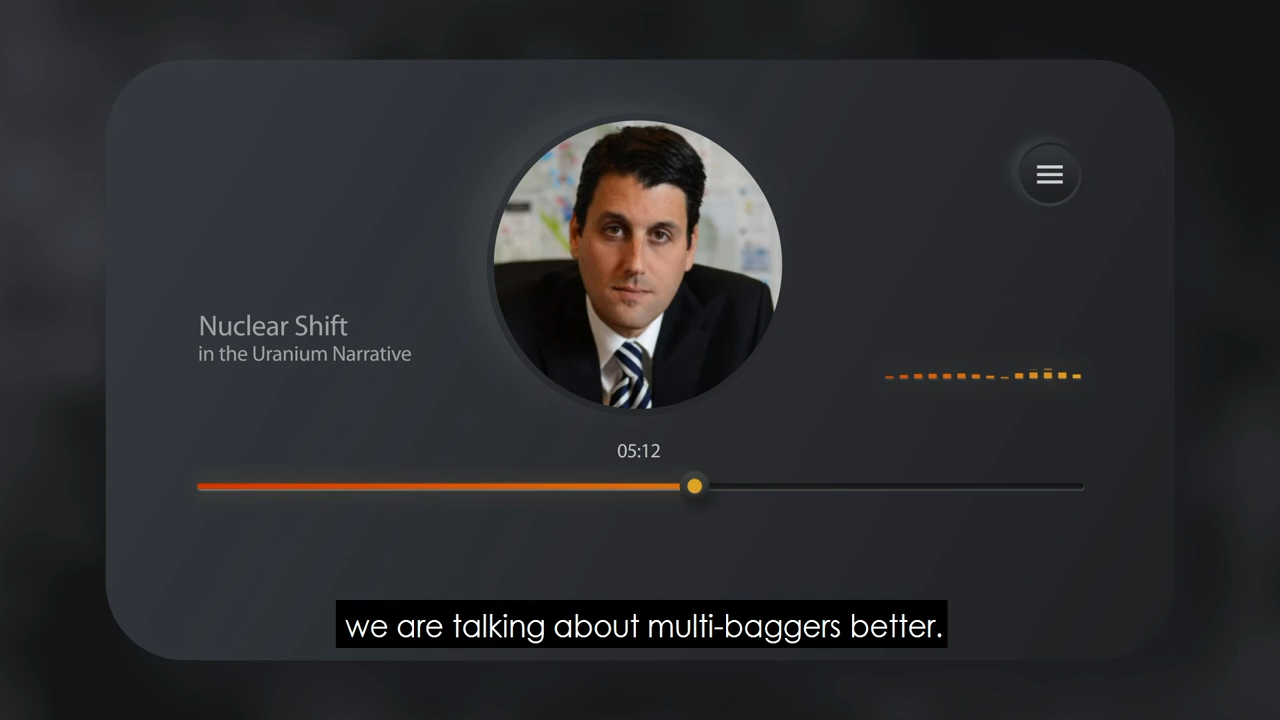 Nuclear Shift
in the Uranium Narrative
05:12
we are talking about multi-baggers better.